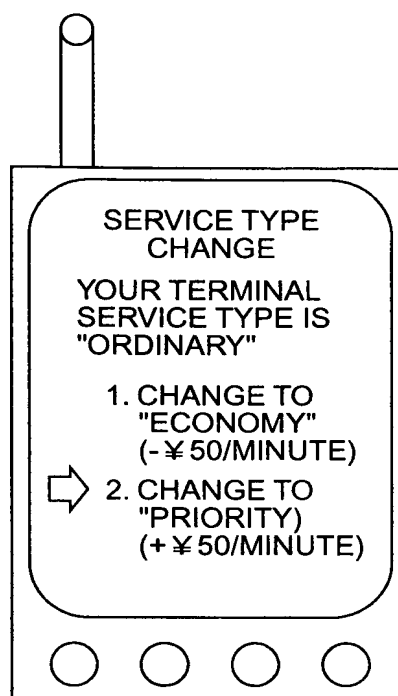 SERVICE TYPE
CHANGE
YOUR TERMINAL
SERVICE TYPE IS
"ORDINARY"
1. CHANGE TO
"ECONOMY"
(-¥50/MINUTE)
2. CHANGE TO
"PRIORITY)
(+¥50/MINUTE)